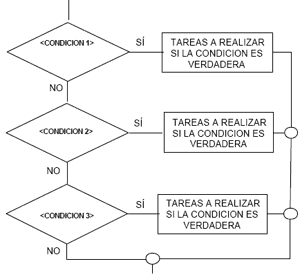 <CONDICION 1>
SÍ
TAREAS A REALIZAR
SI LA CONDICION ES
VERDADERA
NO
<CONDICION 2>
SÍ
TAREAS A REALIZAR
SI LA CONDICION ES
VERDADERA
NO
<CONDICION 3>
SÍ
TAREAS A REALIZAR
SI LA CONDICION ES
VERDADERA
NO